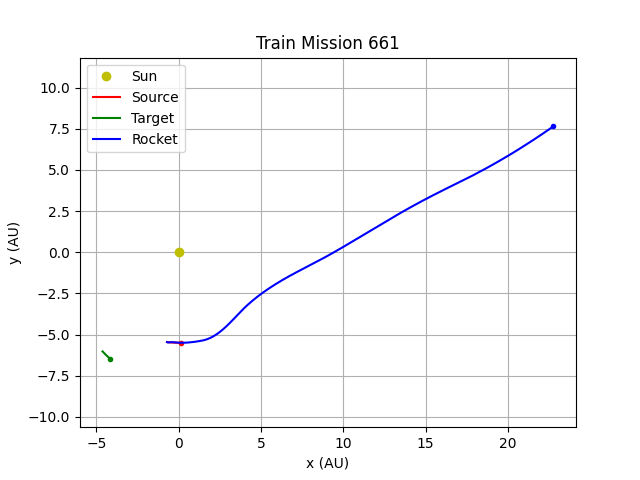 Train Mission 661
Sun
Source
Target
Rocket
10.0
7.5
5.0
2.5
0.0
−2.5
−5.0
−7.5
−10.0
y (AU)
−5 0 5 10 15 20
x (AU)